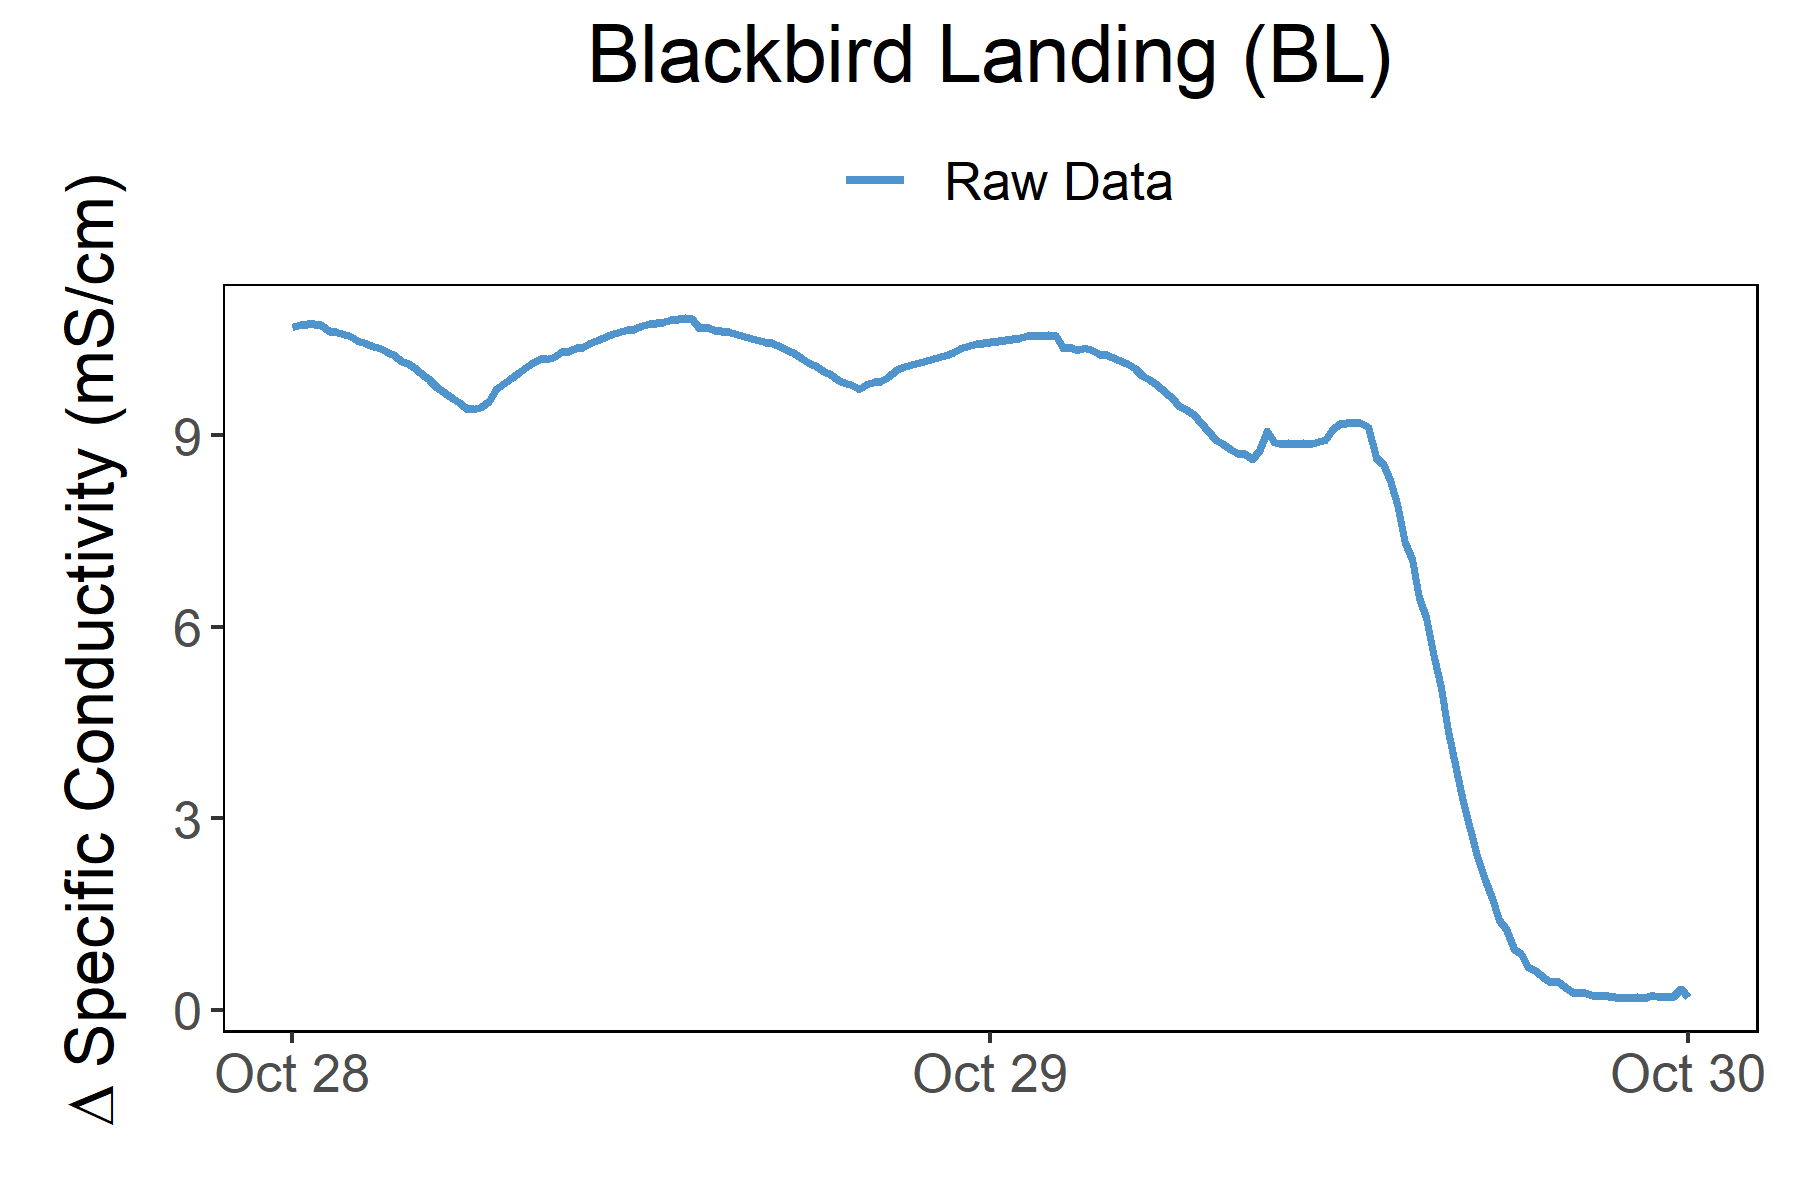 Blackbird Landing (BL)
Raw Data
Δ Specific Conductivity (mS/cm)
9
6
3
0
Oct 28
Oct 29
Oct 30